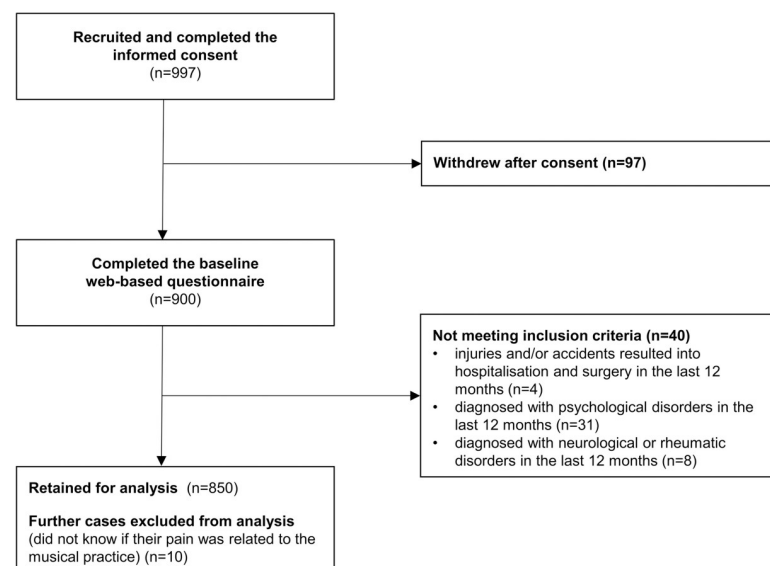 Recruited and completed the
informed consent
(n=997)
Withdrew after consent (n=97)
Completed the baseline
web-based questionnaire
(n=900)
Not meeting inclusion criteria (n=40)
• injuries and/or accidents resulted into
hospitalisation and surgery in the last 12
months (n=4)
• diagnosed with psychological disorders in the
last 12 months (n=31)
• diagnosed with neurological or rheumatic
disorders in the last 12 months (n=8)
Retained for analysis (n=850)
Further cases excluded from analysis
(did not know if their pain was related to the
musical practice) (n=10)